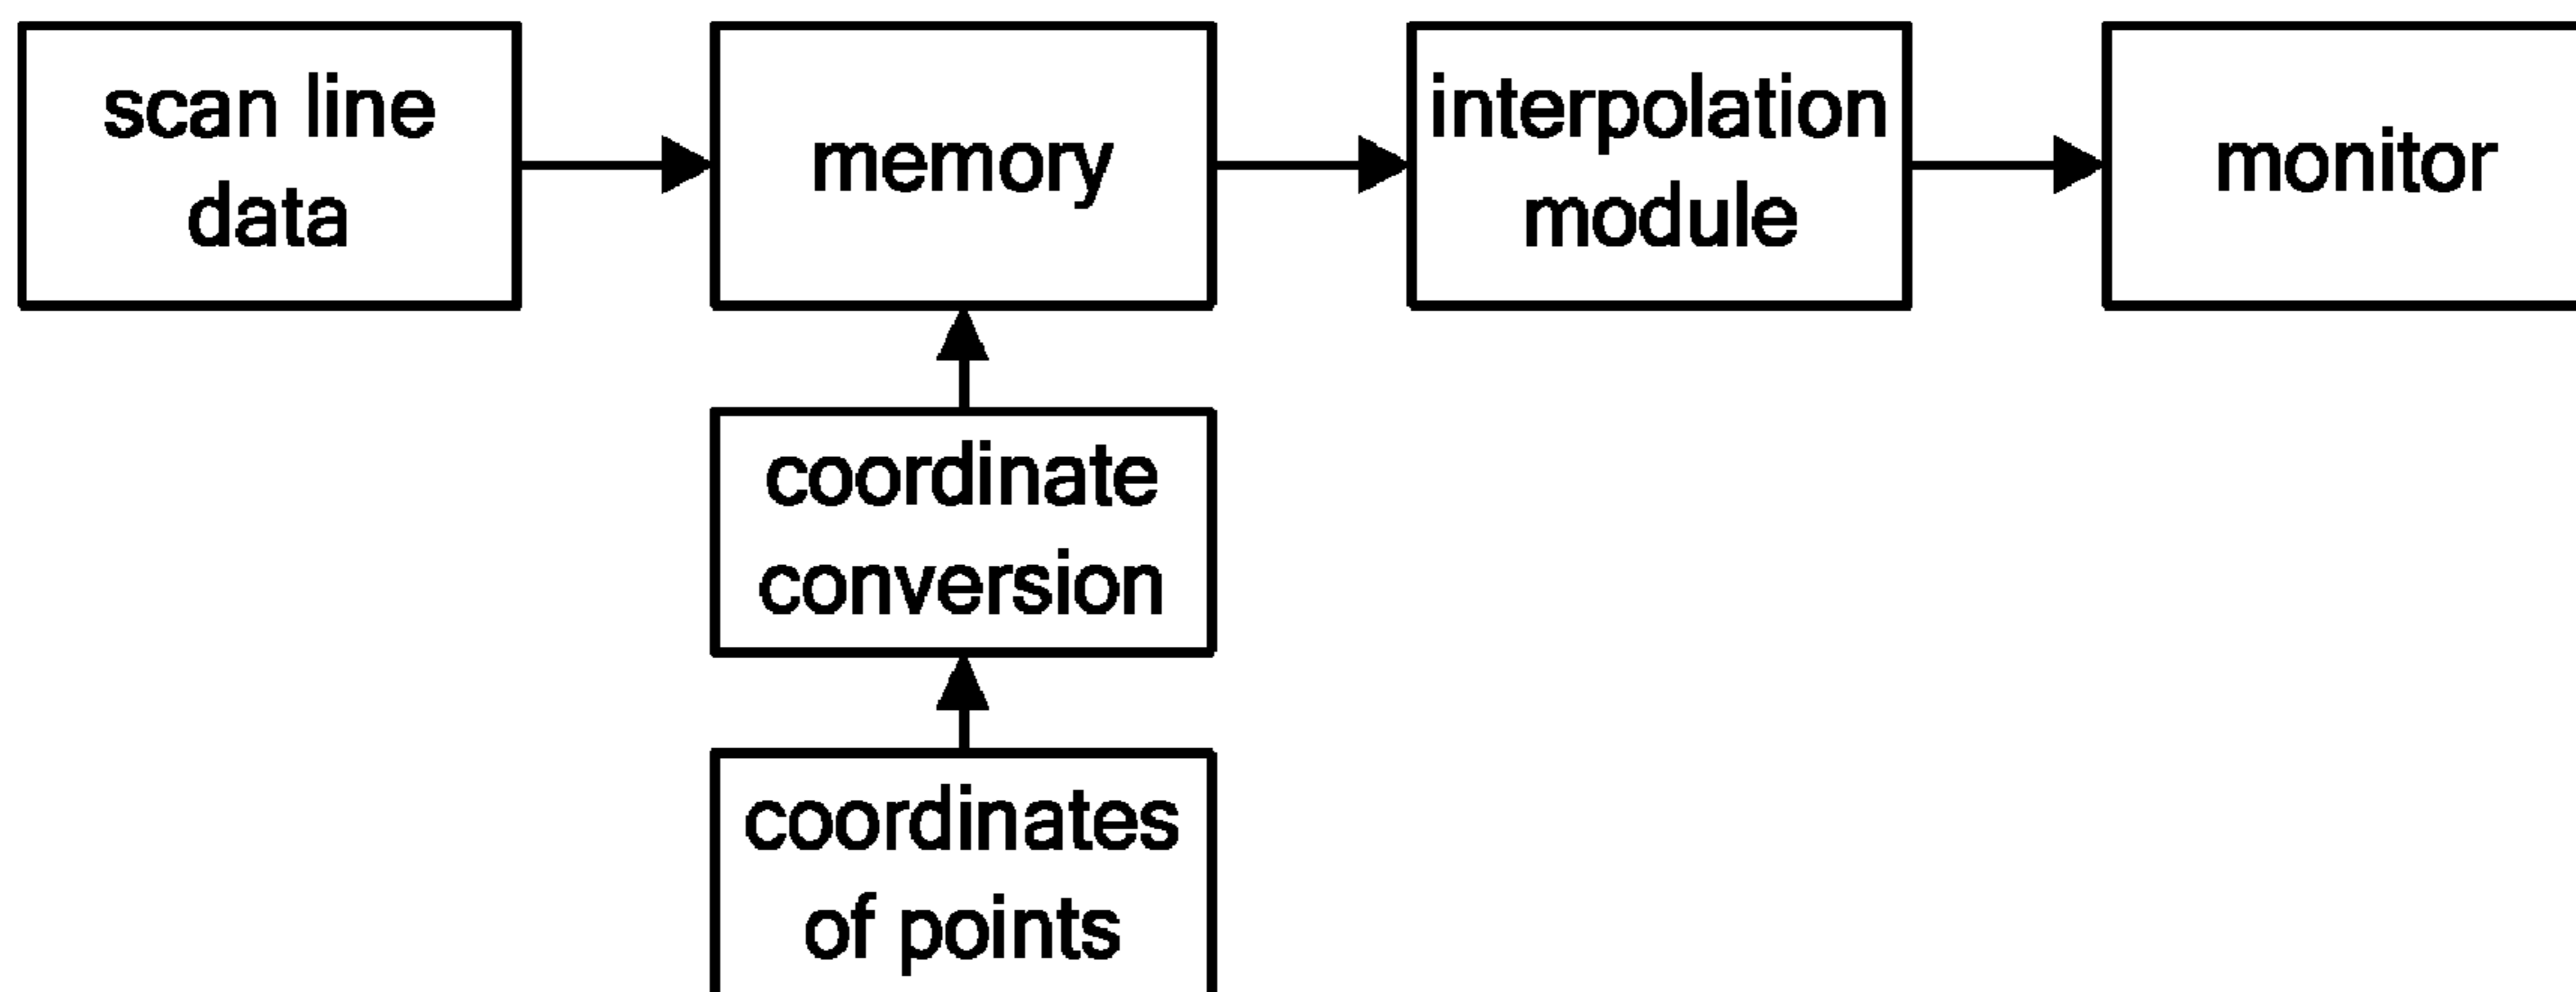 scan line
data
memory
interpolation
module
monitor
coordinate
conversion
coordinates
of points